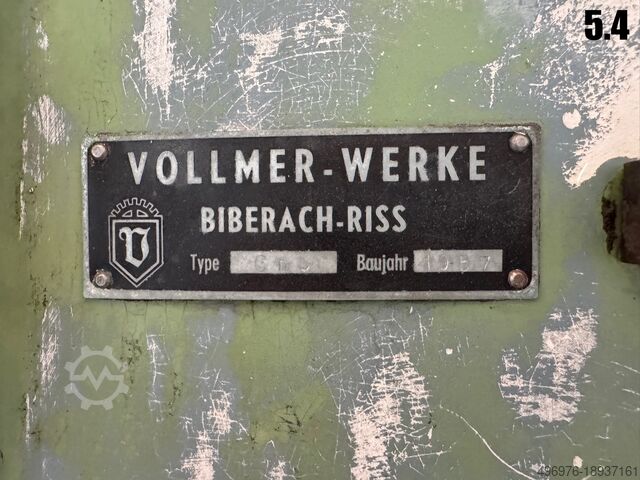 5.4
VOLLMER-WERKE
BIBERACH-RISS
Type Baujahr
496976-18937161